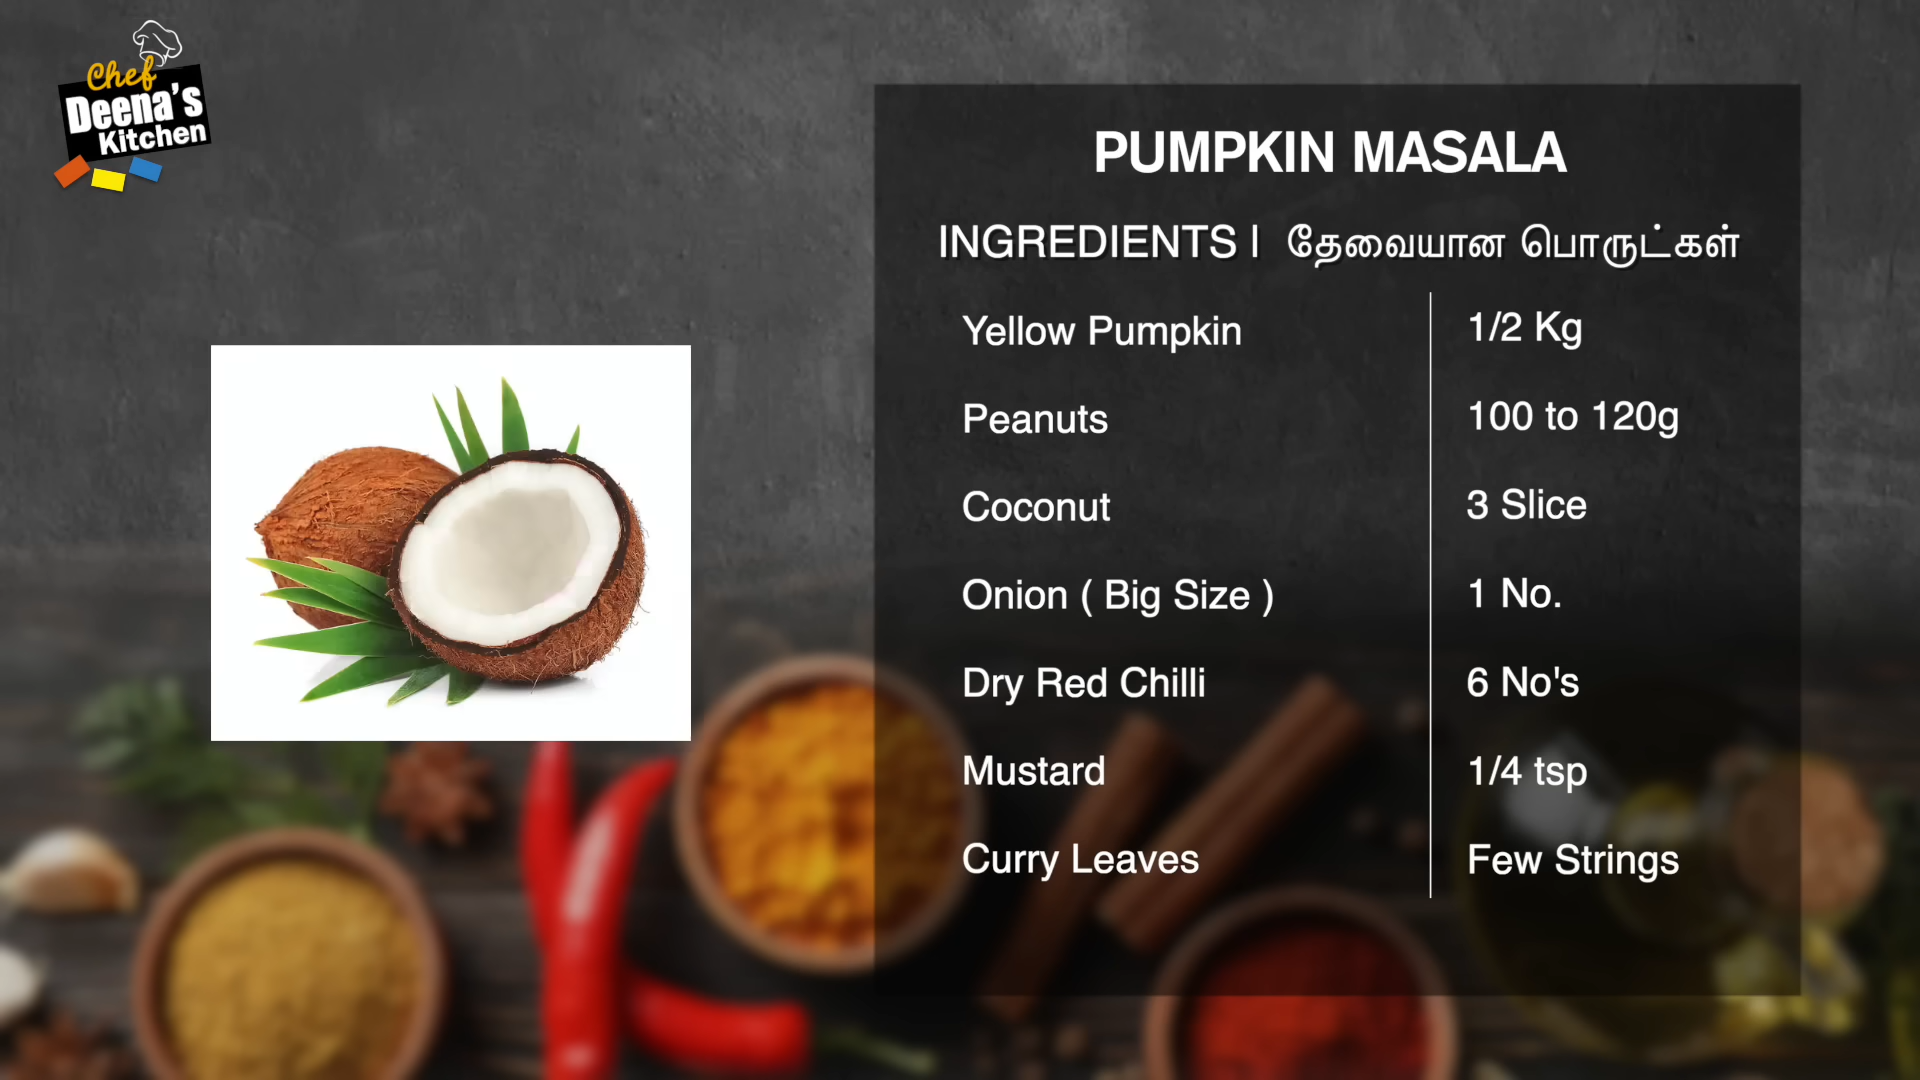 Chef
Deena's
Kitchen
PUMPKIN MASALA
INGREDIENTS | தேவையான பொருட்கள்
Yellow Pumpkin 1/2 Kg
Peanuts 100 to 120g
Coconut 3 Slice
Onion ( Big Size ) 1 No.
Dry Red Chilli 6 No's
Mustard 1/4 tsp
Curry Leaves Few Strings